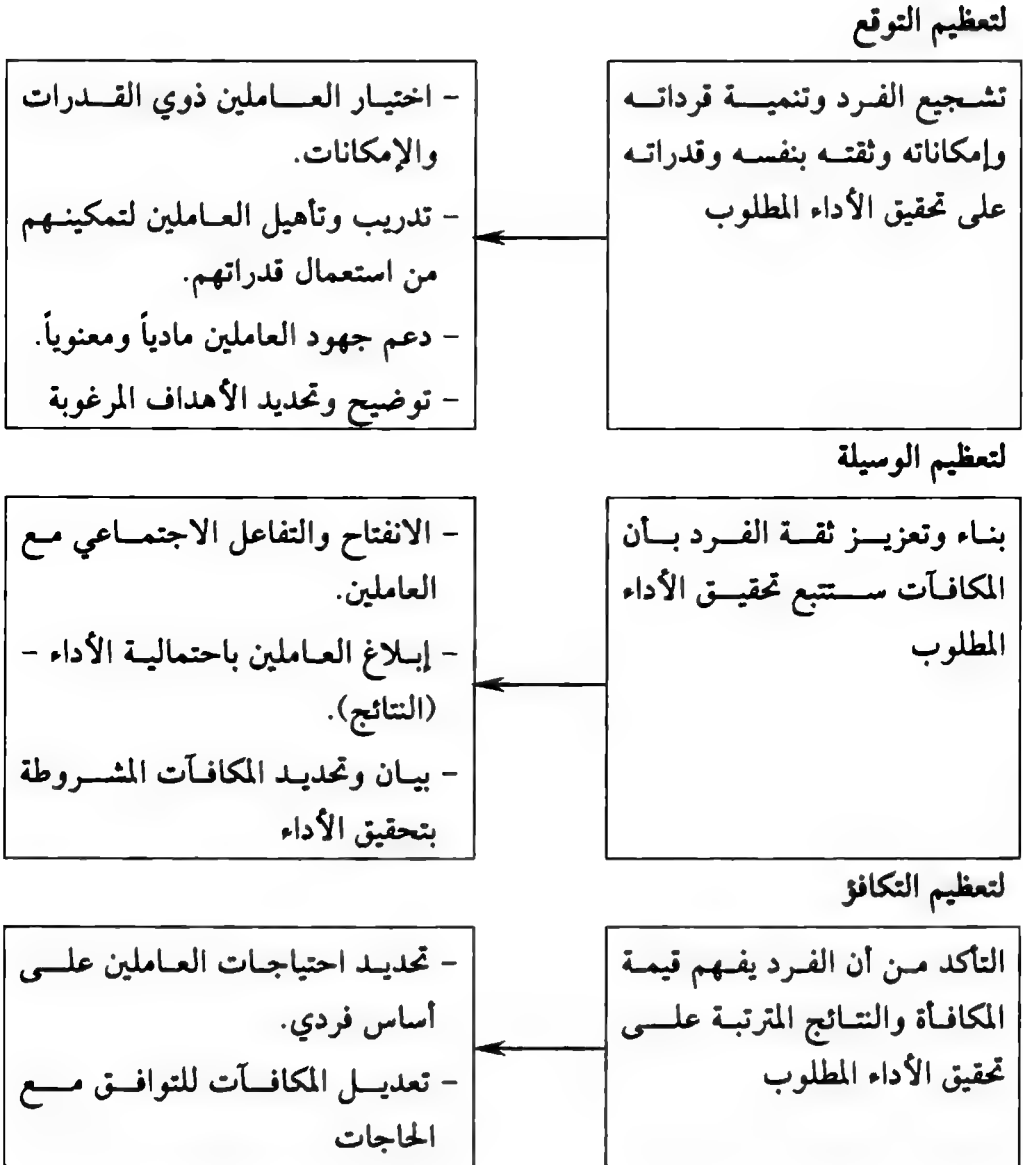 لتعظيم التوقع
تشجيع الفرد وتنمية قرداته
وإمكاناته وثقته بنفسه وقدراته
على تحقيق الأداء المطلوب
- اختيار العاملين ذوي القدرات
والإمكانات.
- تدريب وتأهيل العاملين لتمكينهم
من استعمال قدراتهم.
- دعم جهود العاملين مادياً ومعنوياً.
- توضيح وتحديد الأهداف المرغوبة
لتعظيم الوسيلة
بناء وتعزيز ثقة الفرد بأن
المكافآت ستتبع تحقيق الأداء
المطلوب
- الانفتاح والتفاعل الاجتماعي مع
العاملين.
- إبلاغ العاملين باحتمالية الأداء -
(النتائج).
- بيان وتحديد المكافآت المشروطة
بتحقيق الأداء
لتعظيم التكافؤ
التأكد من أن الفرد يفهم قيمة
المكافأة والنتائج المترتبة على
تحقيق الأداء المطلوب
- تحديد احتياجات العاملين على
أساس فردي.
- تعديل المكافآت للتوافق مع
الحاجات